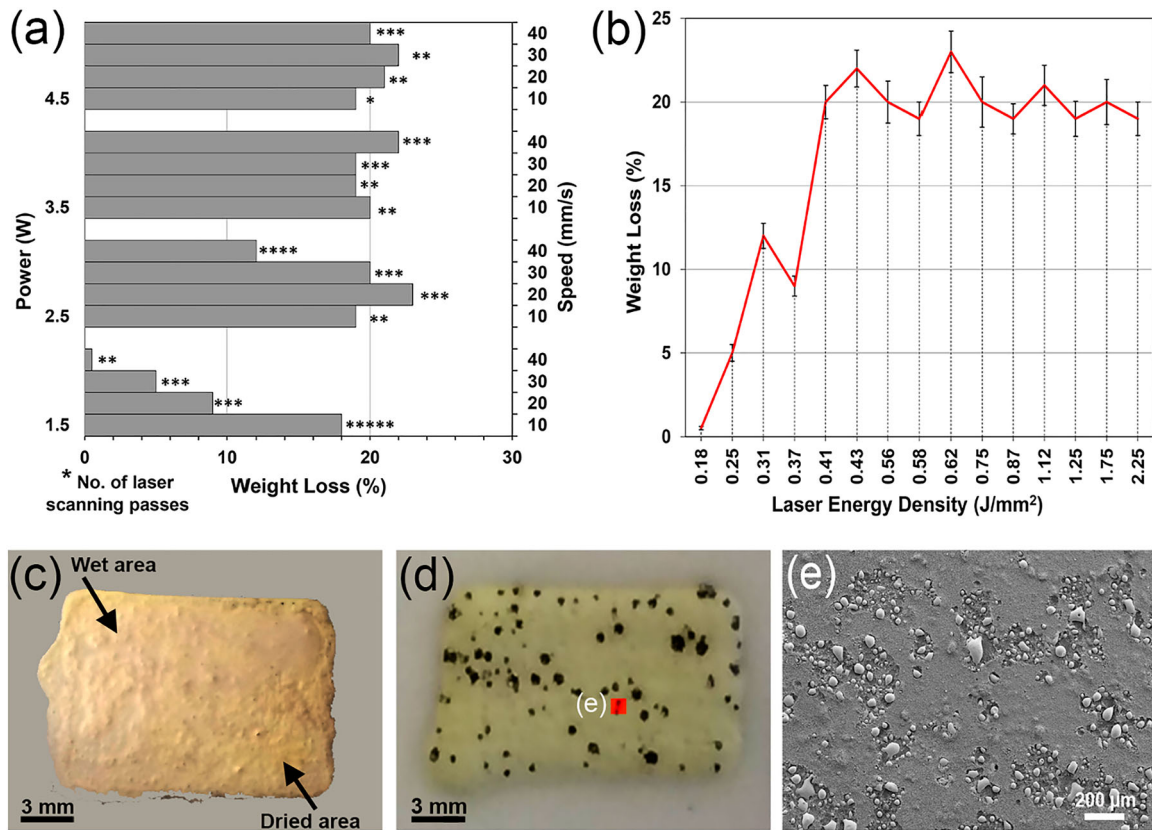 (a)
***
40
**
30
**
20
4.5
*
10
***
40
***
30
**
20
3.5
**
10
****
40
***
30
***
20
2.5
**
10
**
40
***
30
***
20
1.5
*****
10
Power (W)
Speed (mm/s)
0 10 20 30
* No. of laser
scanning passes
Weight Loss (%)
(b)
25
20
15
10
5
0
Weight Loss (%)
0.18 0.25 0.31 0.37 0.41 0.43 0.56 0.58 0.62 0.75 0.87 1.12 1.25 1.75 2.25
Laser Energy Density (J/mm²)
(c)
Wet area
Dried area
3 mm
(d)
(e)
3 mm
(e)
200 µm